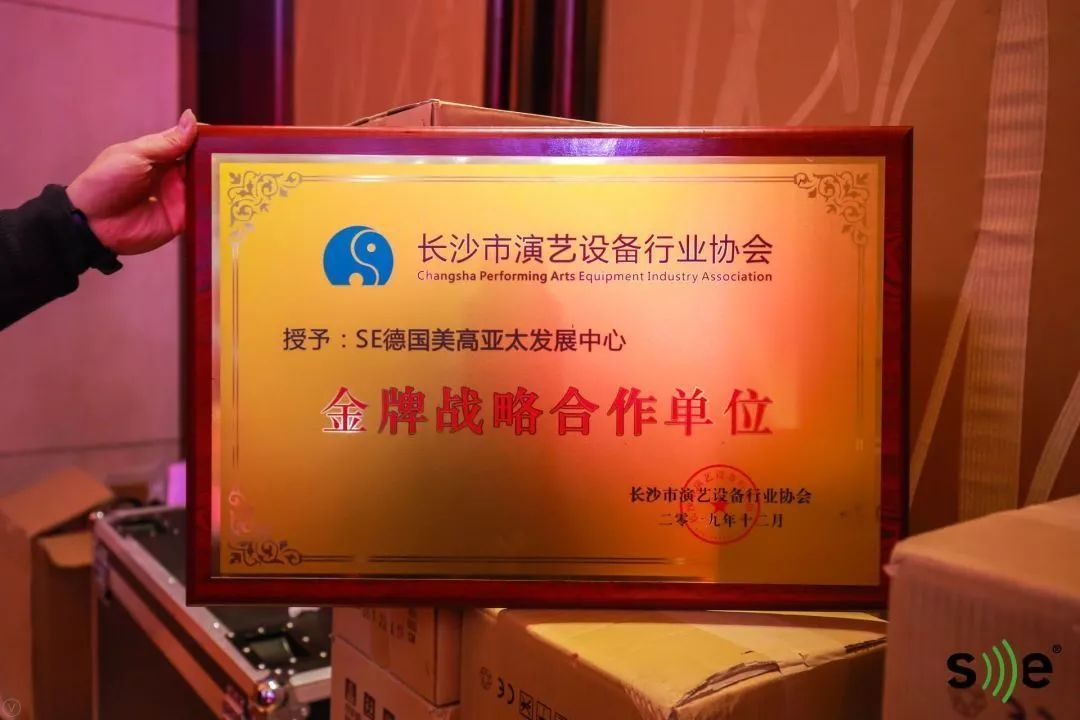 长沙市演艺设备行业协会
Changsha Performing Arts Equipment Industry Association
授予：SE德国美高亚太发展中心
金牌战略合作单位
长沙市演艺设备行业协会
二零一九年十二月
s)))e®